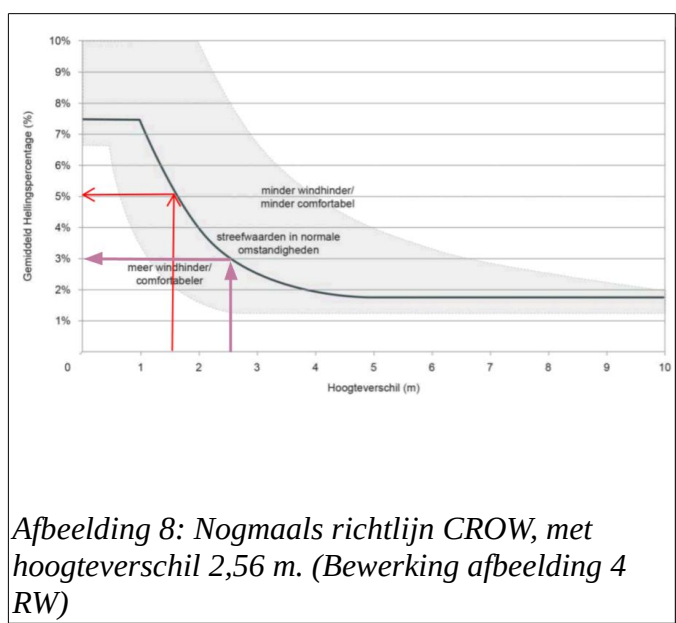 10%
9%
8%
7%
6%
5%
4%
3%
2%
1%
Gemiddeld Hellingspercentage (%)
minder windhinder/
minder comfortabel
streefwaarden in normale
omstandigheden
meer windhinder/
comfortabeler
0 1 2 3 4 5 6 7 8 9 10
Hoogteverschil (m)
Afbeelding 8: Nogmaals richtlijn CROW, met
hoogteverschil 2,56 m. (Bewerking afbeelding 4
RW)